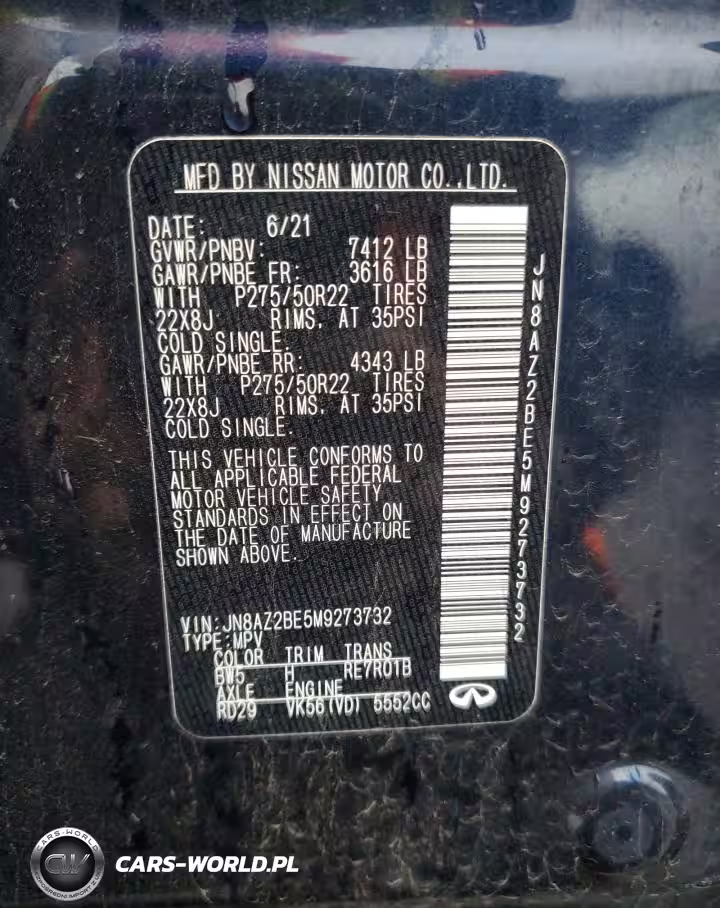 MFD BY NISSAN MOTOR CO.,LTD.
DATE: 6/21
GVWR/PNBV: 7412 LB
GAWR/PNBE FR: 3616 LB
WITH P275/50R22 TIRES
22X8J RIMS. AT 35PSI
COLD SINGLE.
GAWR/PNBE RR: 4343 LB
WITH P275/50R22 TIRES
22X8J RIMS. AT 35PSI
COLD SINGLE.
THIS VEHICLE CONFORMS TO
ALL APPLICABLE FEDERAL
MOTOR VEHICLE SAFETY
STANDARDS IN EFFECT ON
THE DATE OF MANUFACTURE
SHOWN ABOVE.
VIN:JN8AZ2BE5M9273732
TYPE:MPV
COLOR TRIM TRANS
BW5 H RE7R01B
AXLE ENGINE
RD29 VK56(VD) 5552CC
JN8AZ2BE5M9273732
CARS-WORLD
CW
CARS-WORLD.PL